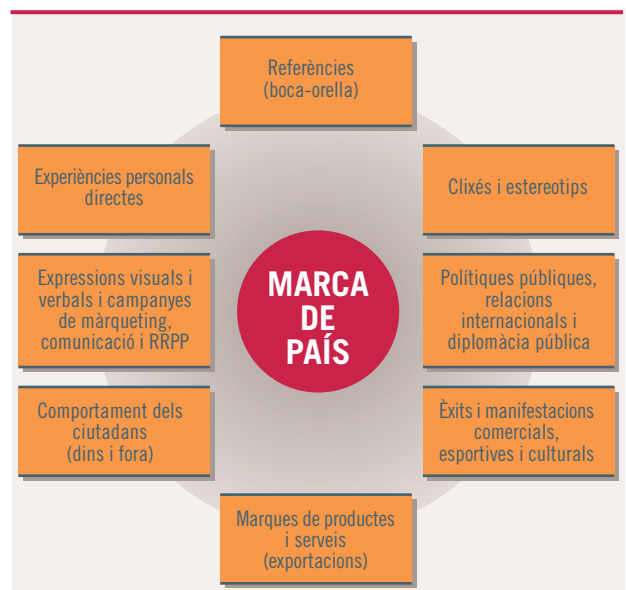 Referències
(boca-orella)
Experiències personals
directes
Clixés i estereotips
Expressions visuals i
verbals i campanyes
de màrqueting,
comunicació i RRPP
MARCA
DE
PAÍS
Polítiques públiques,
relacions
internacionals i
diplomàcia pública
Comportament dels
ciutadans
(dins i fora)
Èxits i manifestacions
comercials,
esportives i culturals
Marques de productes
i serveis
(exportacions)